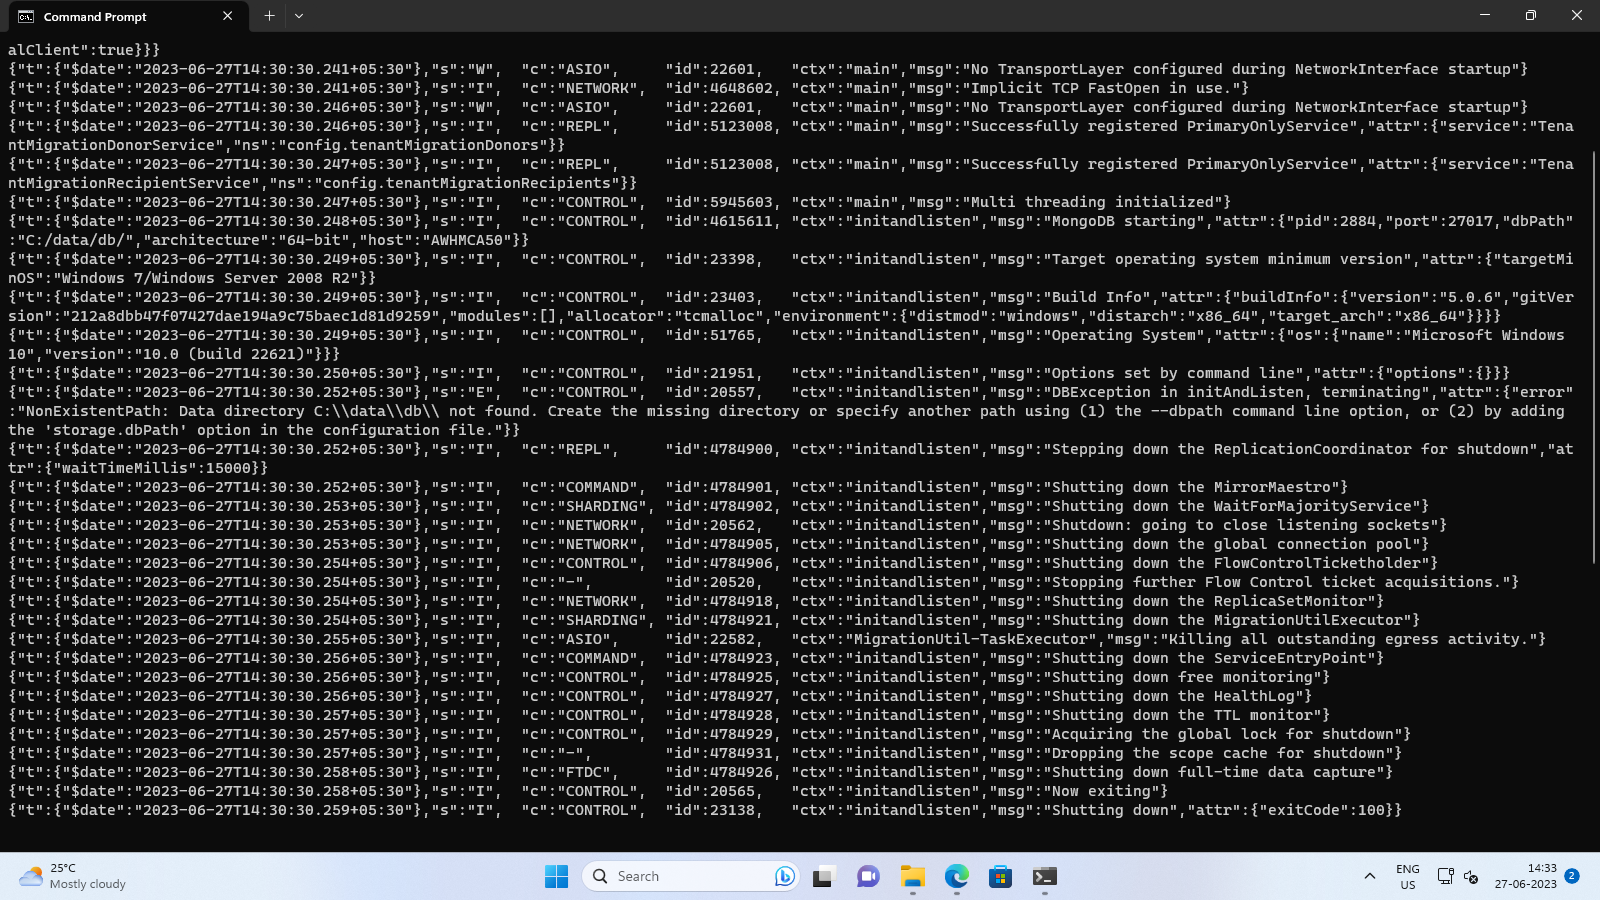 Command Prompt
alClient":true}}}
{"t":{"$date":"2023-06-27T14:30:30.241+05:30"},"s":"W",  "c":"ASIO",     "id":22601,   "ctx":"main","msg":"No TransportLayer configured during NetworkInterface startup"}
{"t":{"$date":"2023-06-27T14:30:30.241+05:30"},"s":"I",  "c":"NETWORK",  "id":4648602, "ctx":"main","msg":"Implicit TCP FastOpen in use."}
{"t":{"$date":"2023-06-27T14:30:30.246+05:30"},"s":"W",  "c":"ASIO",     "id":22601,   "ctx":"main","msg":"No TransportLayer configured during NetworkInterface startup"}
{"t":{"$date":"2023-06-27T14:30:30.246+05:30"},"s":"I",  "c":"REPL",     "id":5123008, "ctx":"main","msg":"Successfully registered PrimaryOnlyService","attr":{"service":"Tena
ntMigrationDonorService","ns":"config.tenantMigrationDonors"}}
{"t":{"$date":"2023-06-27T14:30:30.247+05:30"},"s":"I",  "c":"REPL",     "id":5123008, "ctx":"main","msg":"Successfully registered PrimaryOnlyService","attr":{"service":"Tena
ntMigrationRecipientService","ns":"config.tenantMigrationRecipients"}}
{"t":{"$date":"2023-06-27T14:30:30.247+05:30"},"s":"I",  "c":"CONTROL",  "id":5945603, "ctx":"main","msg":"Multi threading initialized"}
{"t":{"$date":"2023-06-27T14:30:30.248+05:30"},"s":"I",  "c":"CONTROL",  "id":4615611, "ctx":"initandlisten","msg":"MongoDB starting","attr":{"pid":2884,"port":27017,"dbPath"
:"C:/data/db/","architecture":"64-bit","host":"AWHMCA50"}}
{"t":{"$date":"2023-06-27T14:30:30.249+05:30"},"s":"I",  "c":"CONTROL",  "id":23398,   "ctx":"initandlisten","msg":"Target operating system minimum version","attr":{"targetMi
nOS":"Windows 7/Windows Server 2008 R2"}}
{"t":{"$date":"2023-06-27T14:30:30.249+05:30"},"s":"I",  "c":"CONTROL",  "id":23403,   "ctx":"initandlisten","msg":"Build Info","attr":{"buildInfo":{"version":"5.0.6","gitVer
sion":"212a8dbb47f07427dae194a9c75baec1d81d9259","modules":[],"allocator":"tcmalloc","environment":{"distmod":"windows","distarch":"x86_64","target_arch":"x86_64"}}}}
{"t":{"$date":"2023-06-27T14:30:30.249+05:30"},"s":"I",  "c":"CONTROL",  "id":51765,   "ctx":"initandlisten","msg":"Operating System","attr":{"os":{"name":"Microsoft Windows
10","version":"10.0 (build 22621)"}}}
{"t":{"$date":"2023-06-27T14:30:30.250+05:30"},"s":"I",  "c":"CONTROL",  "id":21951,   "ctx":"initandlisten","msg":"Options set by command line","attr":{"options":{}}}
{"t":{"$date":"2023-06-27T14:30:30.252+05:30"},"s":"E",  "c":"CONTROL",  "id":20557,   "ctx":"initandlisten","msg":"DBException in initAndListen, terminating","attr":{"error"
:"NonExistentPath: Data directory C:\\data\\db\\ not found. Create the missing directory or specify another path using (1) the --dbpath command line option, or (2) by adding
the 'storage.dbPath' option in the configuration file."}}
{"t":{"$date":"2023-06-27T14:30:30.252+05:30"},"s":"I",  "c":"REPL",     "id":4784900, "ctx":"initandlisten","msg":"Stepping down the ReplicationCoordinator for shutdown","at
tr":{"waitTimeMillis":15000}}
{"t":{"$date":"2023-06-27T14:30:30.252+05:30"},"s":"I",  "c":"COMMAND",  "id":4784901, "ctx":"initandlisten","msg":"Shutting down the MirrorMaestro"}
{"t":{"$date":"2023-06-27T14:30:30.253+05:30"},"s":"I",  "c":"SHARDING", "id":4784902, "ctx":"initandlisten","msg":"Shutting down the WaitForMajorityService"}
{"t":{"$date":"2023-06-27T14:30:30.253+05:30"},"s":"I",  "c":"NETWORK",  "id":20562,   "ctx":"initandlisten","msg":"Shutdown: going to close listening sockets"}
{"t":{"$date":"2023-06-27T14:30:30.253+05:30"},"s":"I",  "c":"NETWORK",  "id":4784905, "ctx":"initandlisten","msg":"Shutting down the global connection pool"}
{"t":{"$date":"2023-06-27T14:30:30.254+05:30"},"s":"I",  "c":"CONTROL",  "id":4784906, "ctx":"initandlisten","msg":"Shutting down the FlowControlTicketholder"}
{"t":{"$date":"2023-06-27T14:30:30.254+05:30"},"s":"I",  "c":"-",        "id":20520,   "ctx":"initandlisten","msg":"Stopping further Flow Control ticket acquisitions."}
{"t":{"$date":"2023-06-27T14:30:30.254+05:30"},"s":"I",  "c":"NETWORK",  "id":4784918, "ctx":"initandlisten","msg":"Shutting down the ReplicaSetMonitor"}
{"t":{"$date":"2023-06-27T14:30:30.254+05:30"},"s":"I",  "c":"SHARDING", "id":4784921, "ctx":"initandlisten","msg":"Shutting down the MigrationUtilExecutor"}
{"t":{"$date":"2023-06-27T14:30:30.255+05:30"},"s":"I",  "c":"ASIO",     "id":22582,   "ctx":"MigrationUtil-TaskExecutor","msg":"Killing all outstanding egress activity."}
{"t":{"$date":"2023-06-27T14:30:30.256+05:30"},"s":"I",  "c":"COMMAND",  "id":4784923, "ctx":"initandlisten","msg":"Shutting down the ServiceEntryPoint"}
{"t":{"$date":"2023-06-27T14:30:30.256+05:30"},"s":"I",  "c":"CONTROL",  "id":4784925, "ctx":"initandlisten","msg":"Shutting down free monitoring"}
{"t":{"$date":"2023-06-27T14:30:30.256+05:30"},"s":"I",  "c":"CONTROL",  "id":4784927, "ctx":"initandlisten","msg":"Shutting down the HealthLog"}
{"t":{"$date":"2023-06-27T14:30:30.257+05:30"},"s":"I",  "c":"CONTROL",  "id":4784928, "ctx":"initandlisten","msg":"Shutting down the TTL monitor"}
{"t":{"$date":"2023-06-27T14:30:30.257+05:30"},"s":"I",  "c":"CONTROL",  "id":4784929, "ctx":"initandlisten","msg":"Acquiring the global lock for shutdown"}
{"t":{"$date":"2023-06-27T14:30:30.257+05:30"},"s":"I",  "c":"-",        "id":4784931, "ctx":"initandlisten","msg":"Dropping the scope cache for shutdown"}
{"t":{"$date":"2023-06-27T14:30:30.258+05:30"},"s":"I",  "c":"FTDC",     "id":4784926, "ctx":"initandlisten","msg":"Shutting down full-time data capture"}
{"t":{"$date":"2023-06-27T14:30:30.258+05:30"},"s":"I",  "c":"CONTROL",  "id":20565,   "ctx":"initandlisten","msg":"Now exiting"}
{"t":{"$date":"2023-06-27T14:30:30.259+05:30"},"s":"I",  "c":"CONTROL",  "id":23138,   "ctx":"initandlisten","msg":"Shutting down","attr":{"exitCode":100}}
25°C
Mostly cloudy
Search
ENG
US
14:33
27-06-2023
2